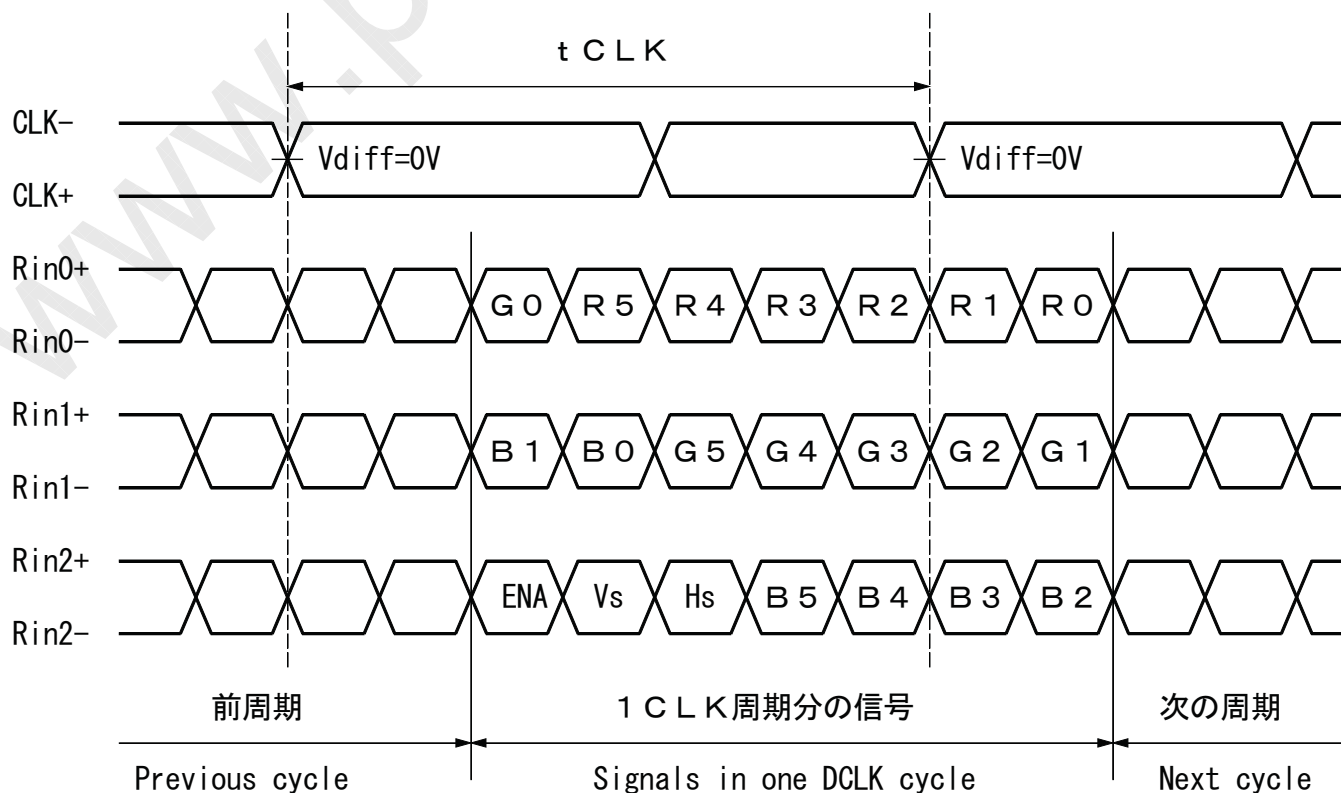 t CLK
CLK-
Vdiff=0V Vdiff=0V
CLK+
Rin0+
G0 R5 R4 R3 R2 R1 R0
Rin0-
Rin1+
B1 B0 G5 G4 G3 G2 G1
Rin1-
Rin2+
ENA Vs Hs B5 B4 B3 B2
Rin2-
前周期 1CLK周期分の信号 次の周期
Previous cycle Signals in one DCLK cycle Next cycle
www.p